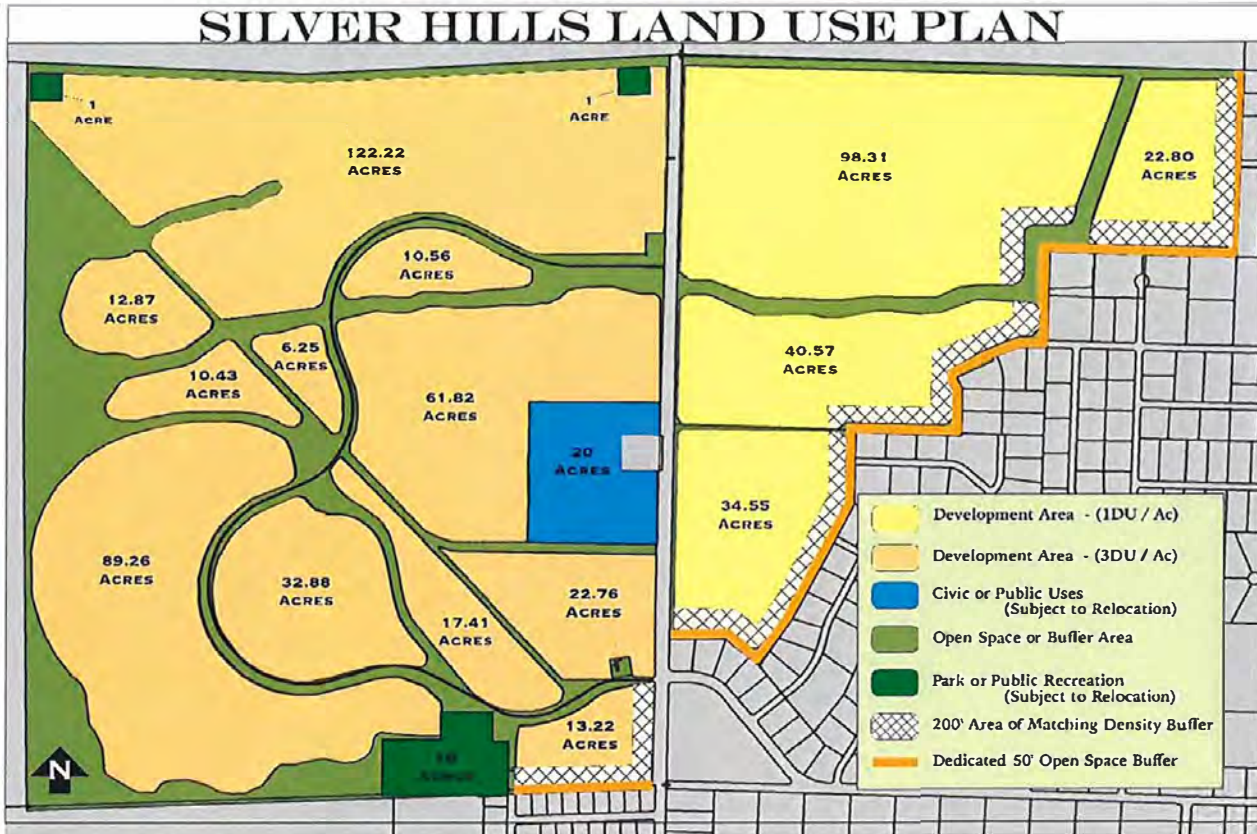 SILVER HILLS LAND USE PLAN
1
ACRE
1
ACRE
122.22
ACRES
98.31
ACRES
22.80
ACRES
10.56
ACRES
12.87
ACRES
6.25
ACRES
10.43
ACRES
61.82
ACRES
40.57
ACRES
20
ACRES
34.55
ACRES
89.26
ACRES
32.88
ACRES
17.41
ACRES
22.76
ACRES
13.22
ACRES
10
ACRES
N
Development Area - (1DU / Ac)
Development Area - (3DU / Ac)
Civic or Public Uses
(Subject to Relocation)
Open Space or Buffer Area
Park or Public Recreation
(Subject to Relocation)
200' Area of Matching Density Buffer
Dedicated 50' Open Space Buffer